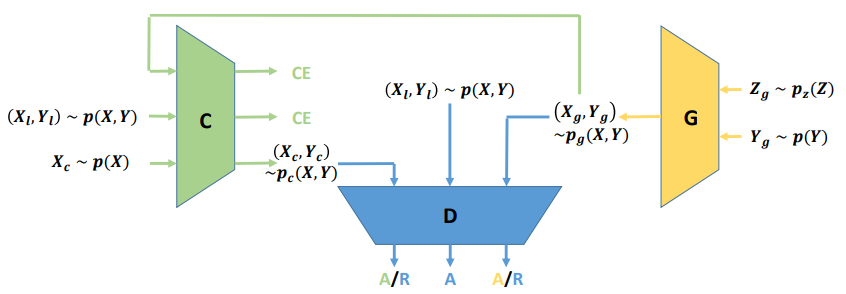 CE
(X_l, Y_l) ~ p(X, Y)
Z_g ~ p_z(Z)
(X_l, Y_l) ~ p(X, Y)
C
CE
(X_g, Y_g)
~p_g(X, Y)
G
Y_g ~ p(Y)
X_c ~ p(X)
(X_c, Y_c)
~p_c(X, Y)
D
A/R
A
A/R